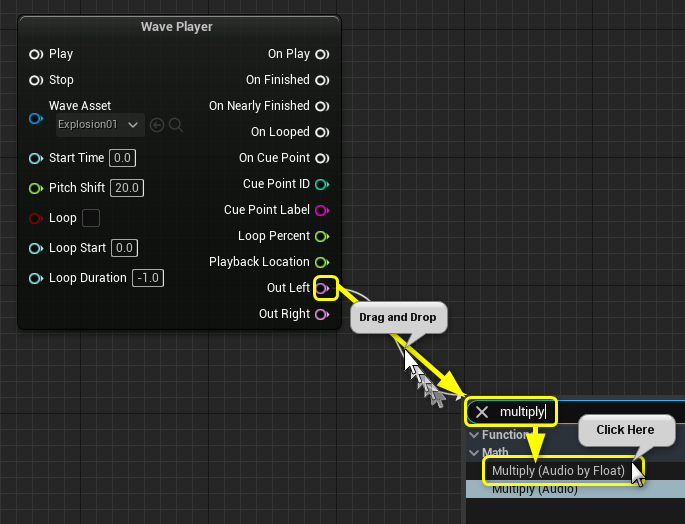 Wave Player
Play
On Play
Stop
On Finished
Wave Asset
On Nearly Finished
Explosion01
On Looped
Start Time 0.0
On Cue Point
Pitch Shift 20.0
Cue Point ID
Loop
Cue Point Label
Loop Start 0.0
Loop Percent
Playback Location
Loop Duration -1.0
Out Left
Out Right
Drag and Drop
multiply
Click Here
Function
Math
Multiply (Audio by Float)
Multiply (Audio)